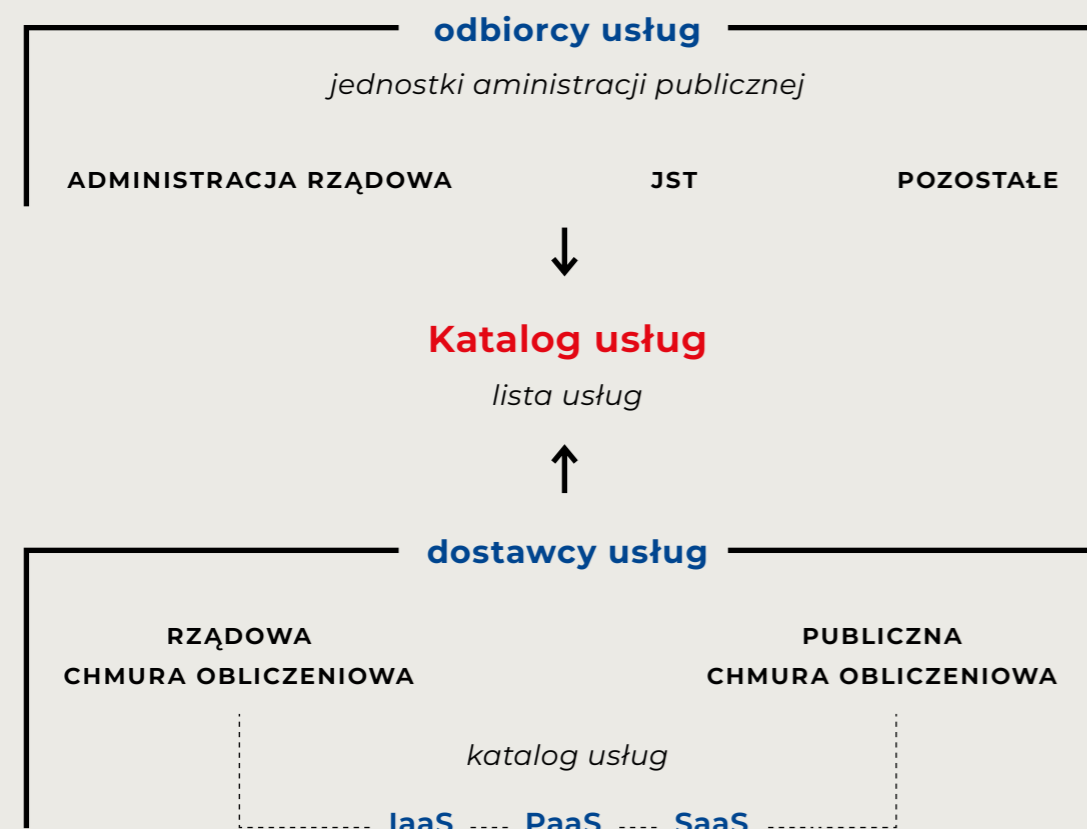 odbiorcy usług
jednostki aministracji publicznej
ADMINISTRACJA RZĄDOWA JST POZOSTAŁE
Katalog usług
lista usług
dostawcy usług
RZĄDOWA PUBLICZNA
CHMURA OBLICZENIOWA CHMURA OBLICZENIOWA
katalog usług
IaaS PaaS SaaS